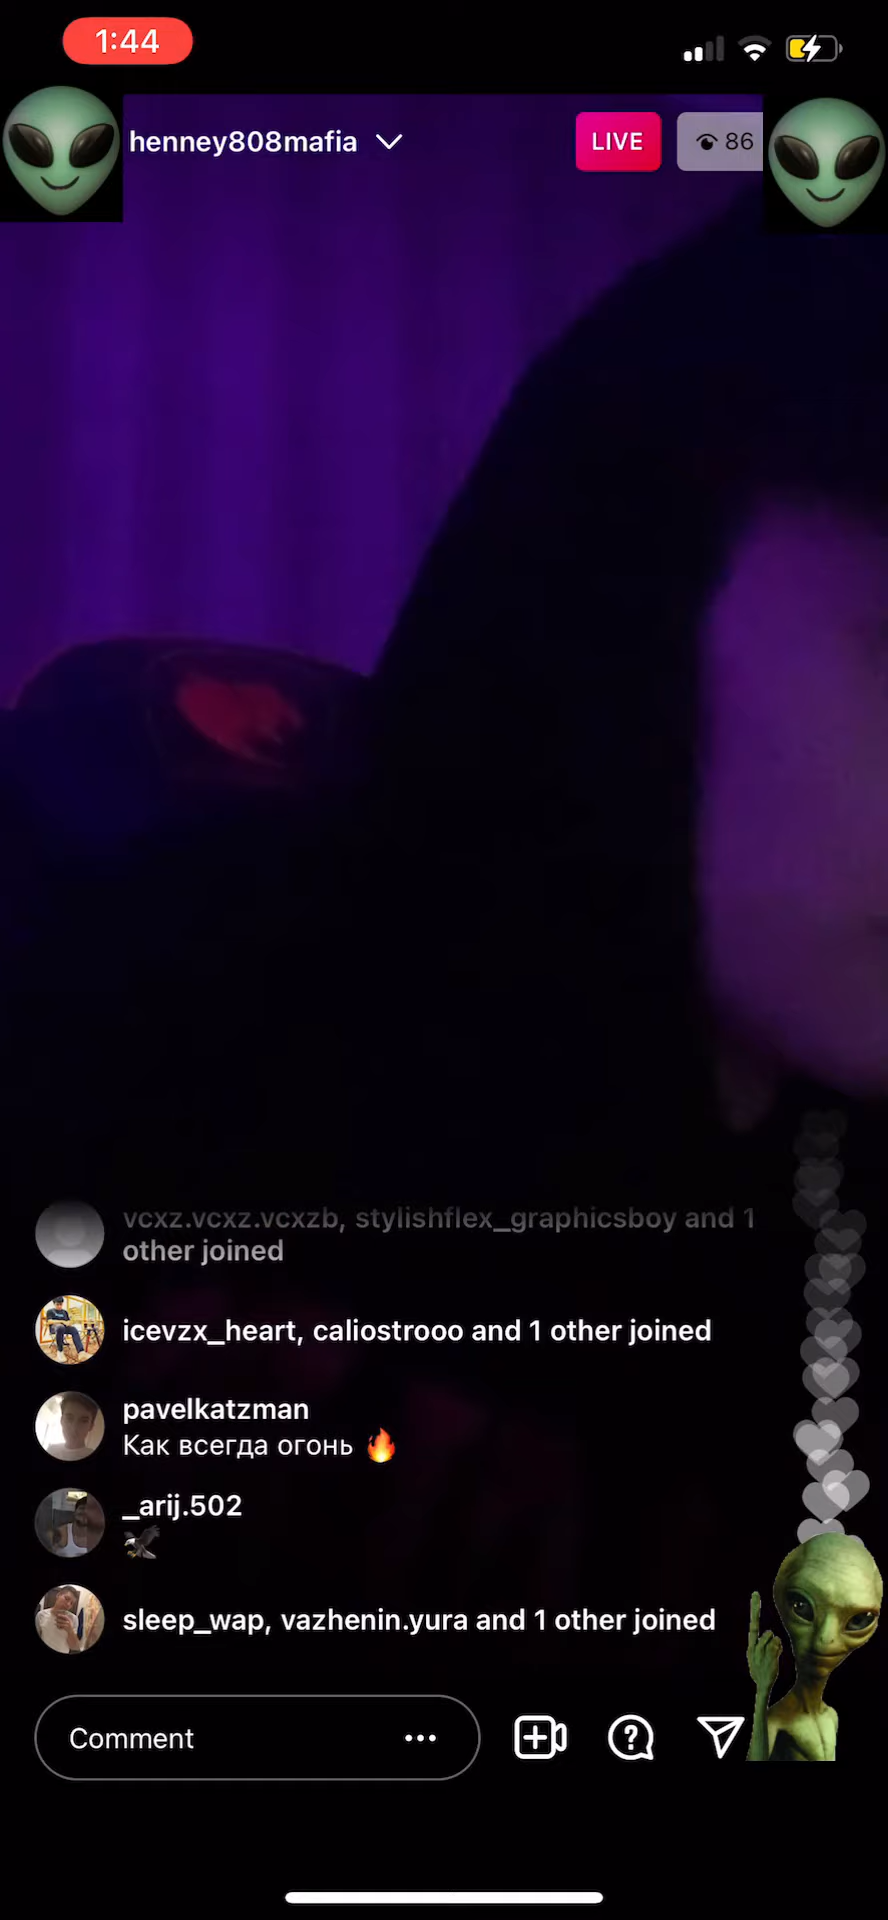 1:44
henney808mafia
LIVE
86
vcxz.vcxz.vcxzb, stylishflex_graphicsboy and 1
other joined
icevzx_heart, caliostrooo and 1 other joined
pavelkatzman
Как всегда огонь 🔥
_arij.502
🦅
sleep_wap, vazhenin.yura and 1 other joined
Comment